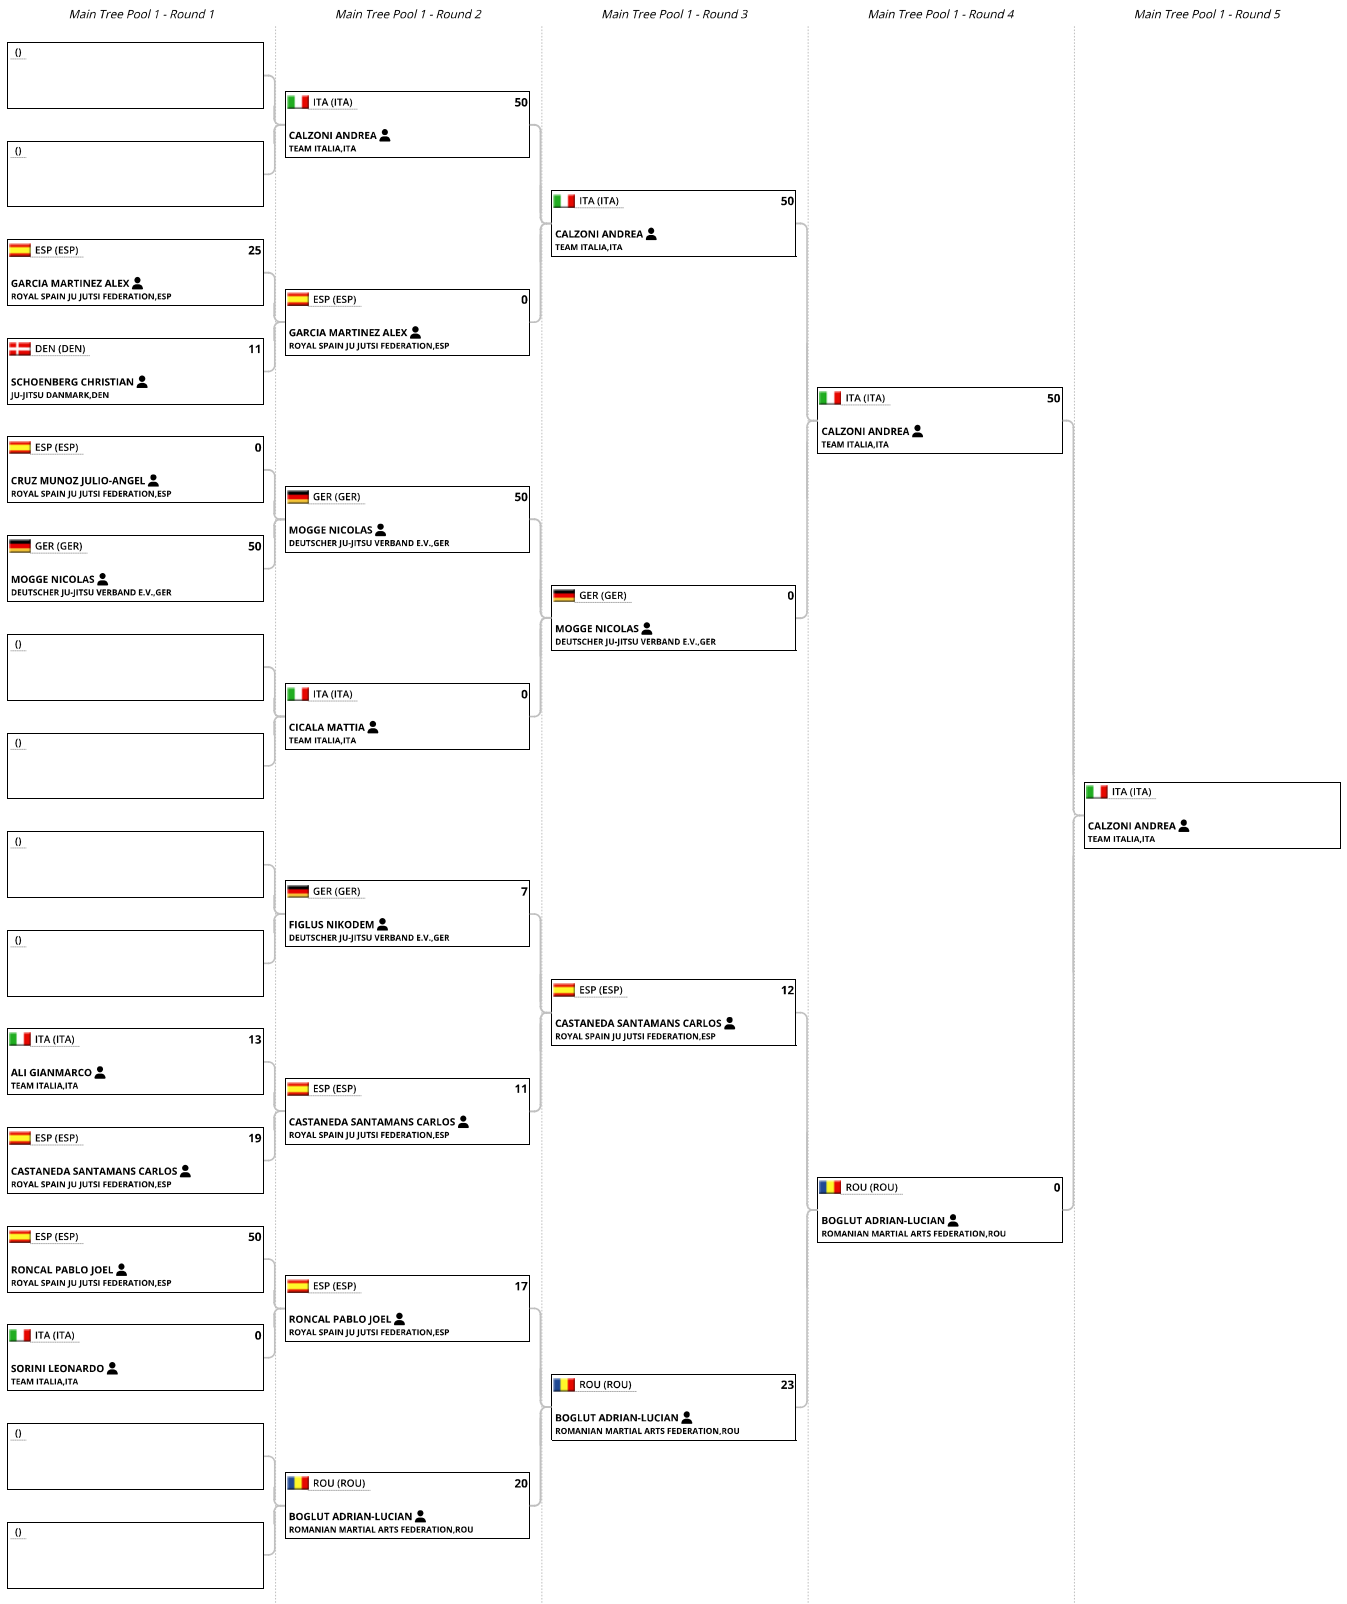 Main Tree Pool 1 - Round 1
()
()
ESP (ESP) 25
GARCIA MARTINEZ ALEX
ROYAL SPAIN JU JUTSI FEDERATION,ESP
DEN (DEN) 11
SCHOENBERG CHRISTIAN
JU-JITSU DANMARK,DEN
ESP (ESP) 0
CRUZ MUNOZ JULIO-ANGEL
ROYAL SPAIN JU JUTSI FEDERATION,ESP
GER (GER) 50
MOGGE NICOLAS
DEUTSCHER JU-JITSU VERBAND E.V.,GER
()
()
()
()
ITA (ITA) 13
ALI GIANMARCO
TEAM ITALIA,ITA
ESP (ESP) 19
CASTANEDA SANTAMANS CARLOS
ROYAL SPAIN JU JUTSI FEDERATION,ESP
ESP (ESP) 50
RONCAL PABLO JOEL
ROYAL SPAIN JU JUTSI FEDERATION,ESP
ITA (ITA) 0
SORINI LEONARDO
TEAM ITALIA,ITA
()
()
Main Tree Pool 1 - Round 2
ITA (ITA) 50
CALZONI ANDREA
TEAM ITALIA,ITA
ESP (ESP) 0
GARCIA MARTINEZ ALEX
ROYAL SPAIN JU JUTSI FEDERATION,ESP
GER (GER) 50
MOGGE NICOLAS
DEUTSCHER JU-JITSU VERBAND E.V.,GER
ITA (ITA) 0
CICALA MATTIA
TEAM ITALIA,ITA
GER (GER) 7
FIGLUS NIKODEM
DEUTSCHER JU-JITSU VERBAND E.V.,GER
ESP (ESP) 11
CASTANEDA SANTAMANS CARLOS
ROYAL SPAIN JU JUTSI FEDERATION,ESP
ESP (ESP) 17
RONCAL PABLO JOEL
ROYAL SPAIN JU JUTSI FEDERATION,ESP
ROU (ROU) 20
BOGLUT ADRIAN-LUCIAN
ROMANIAN MARTIAL ARTS FEDERATION,ROU
Main Tree Pool 1 - Round 3
ITA (ITA) 50
CALZONI ANDREA
TEAM ITALIA,ITA
GER (GER) 0
MOGGE NICOLAS
DEUTSCHER JU-JITSU VERBAND E.V.,GER
ESP (ESP) 12
CASTANEDA SANTAMANS CARLOS
ROYAL SPAIN JU JUTSI FEDERATION,ESP
ROU (ROU) 23
BOGLUT ADRIAN-LUCIAN
ROMANIAN MARTIAL ARTS FEDERATION,ROU
Main Tree Pool 1 - Round 4
ITA (ITA) 50
CALZONI ANDREA
TEAM ITALIA,ITA
ROU (ROU) 0
BOGLUT ADRIAN-LUCIAN
ROMANIAN MARTIAL ARTS FEDERATION,ROU
Main Tree Pool 1 - Round 5
ITA (ITA)
CALZONI ANDREA
TEAM ITALIA,ITA